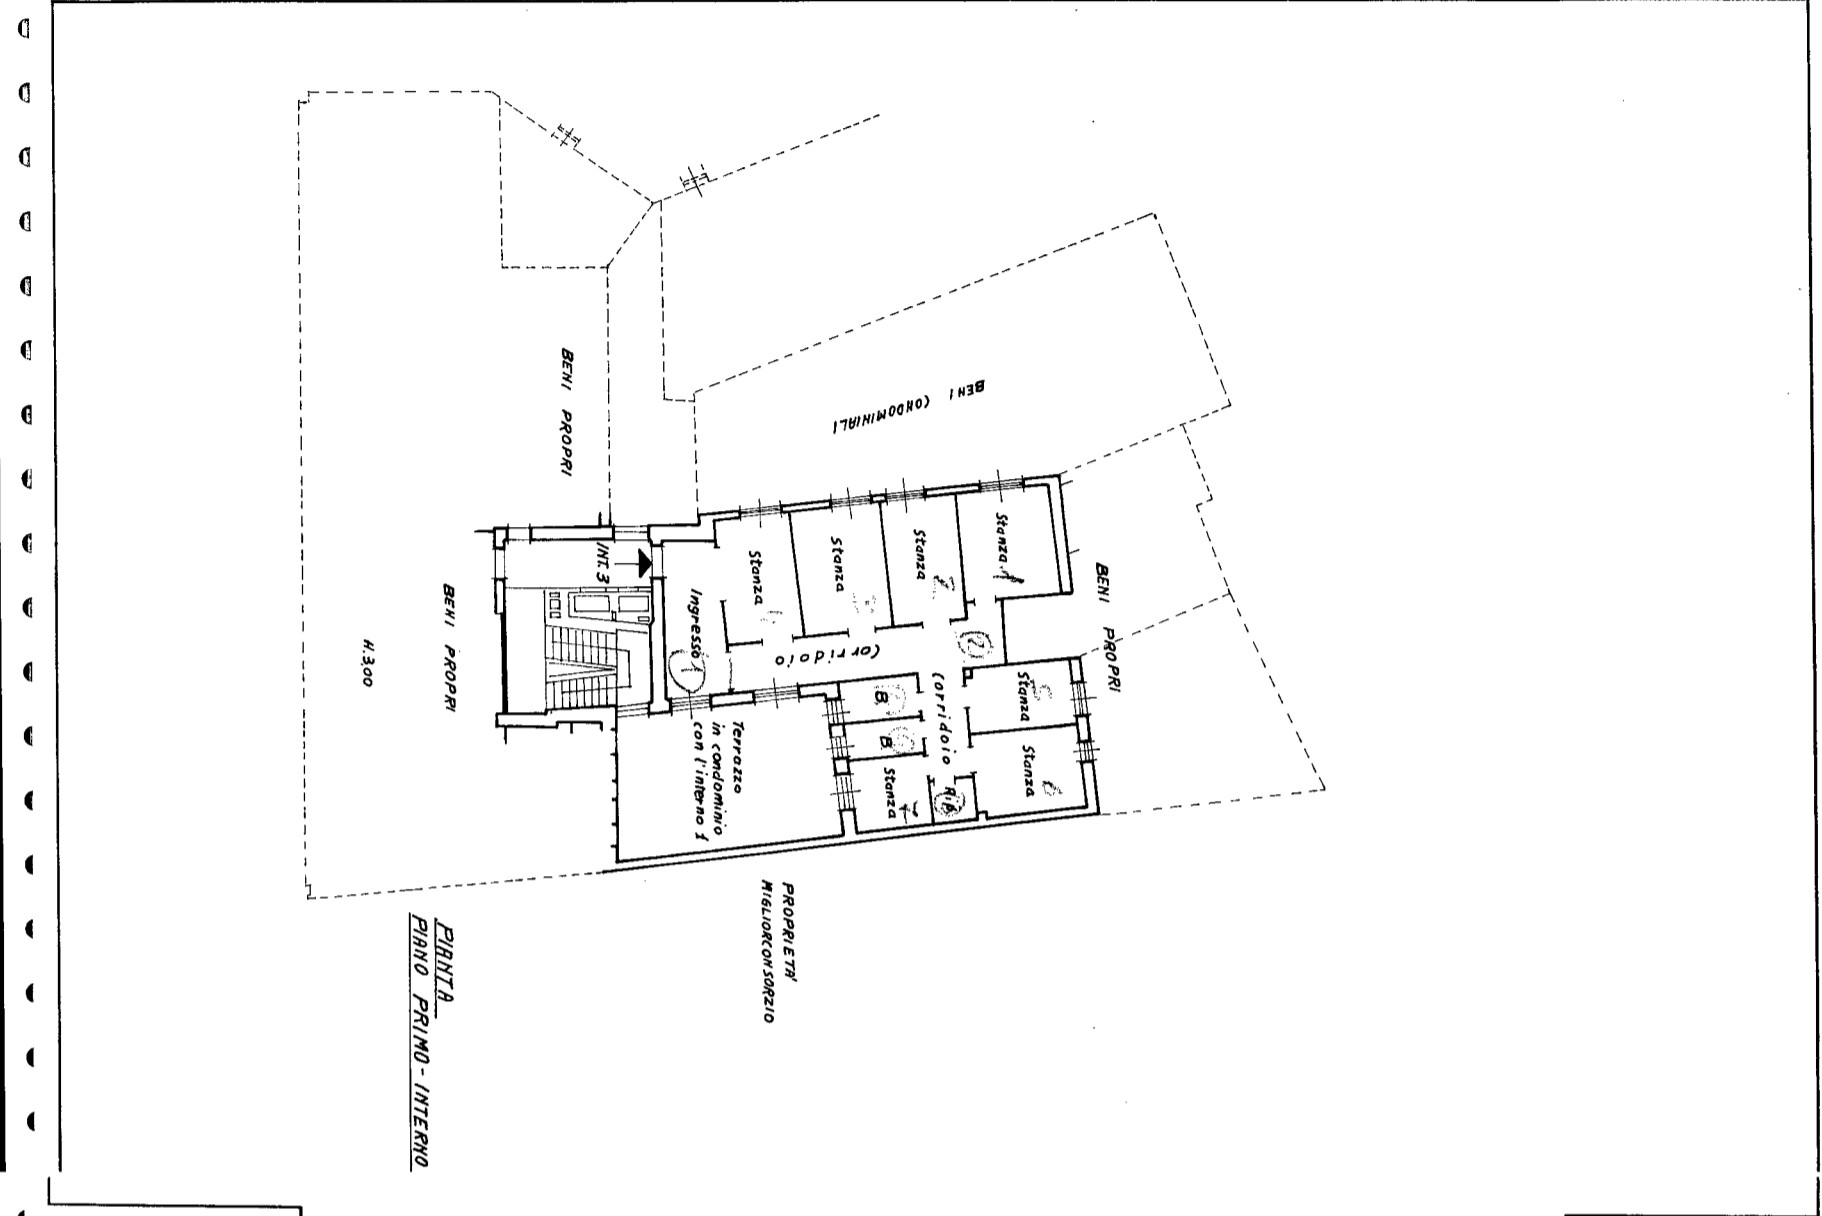 BENI PROPRI
BENI CONDOMINIALI
BENI PROPRI
BENI PROPRI
H.3,00
INT.3
Ingresso
Stanza
Stanza
Stanza
Stanza
Corridoio
Corridoio
Stanza
Stanza
B.
B.
Stanza
Rip.
Terrazzo
in condominio
con l'interno 1
PROPRIETA'
MIGLIORCONSORZIO
PIANTA
PIANO PRIMO - INTERNO